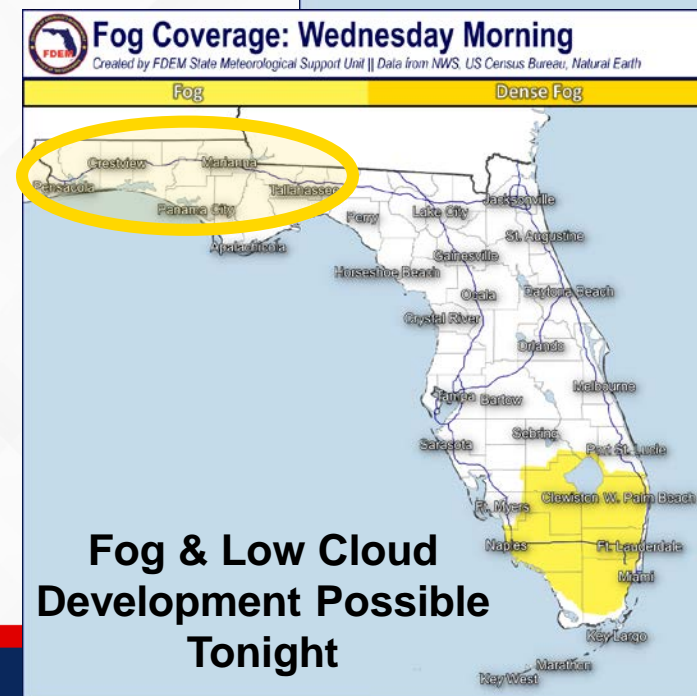 FDEM
Fog Coverage: Wednesday Morning
Created by FDEM State Meteorological Support Unit || Data from NWS, US Census Bureau, Natural Earth
Fog
Dense Fog
Crestview
Marianna
Pensacola
Tallahassee
Panama City
Apalachicola
Perry
Lake City
Jacksonville
St. Augustine
Gainesville
Horseshoe Beach
Ocala
Daytona Beach
Crystal River
Orlando
Melbourne
Tampa
Bartow
Sebring
Sarasota
Port St. Lucie
Clewiston
W. Palm Beach
Ft. Myers
Naples
Ft. Lauderdale
Miami
Key Largo
Marathon
Key West
Fog & Low Cloud
Development Possible
Tonight